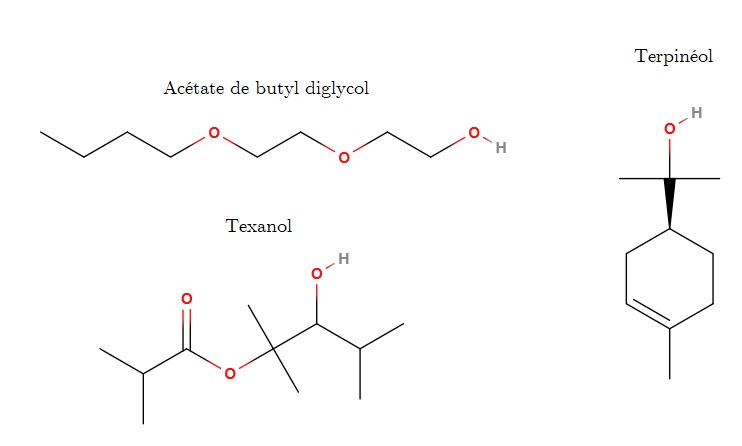 Terpinéol
Acétate de butyl diglycol
O H
O
O H
O
Texanol
O H
O
O